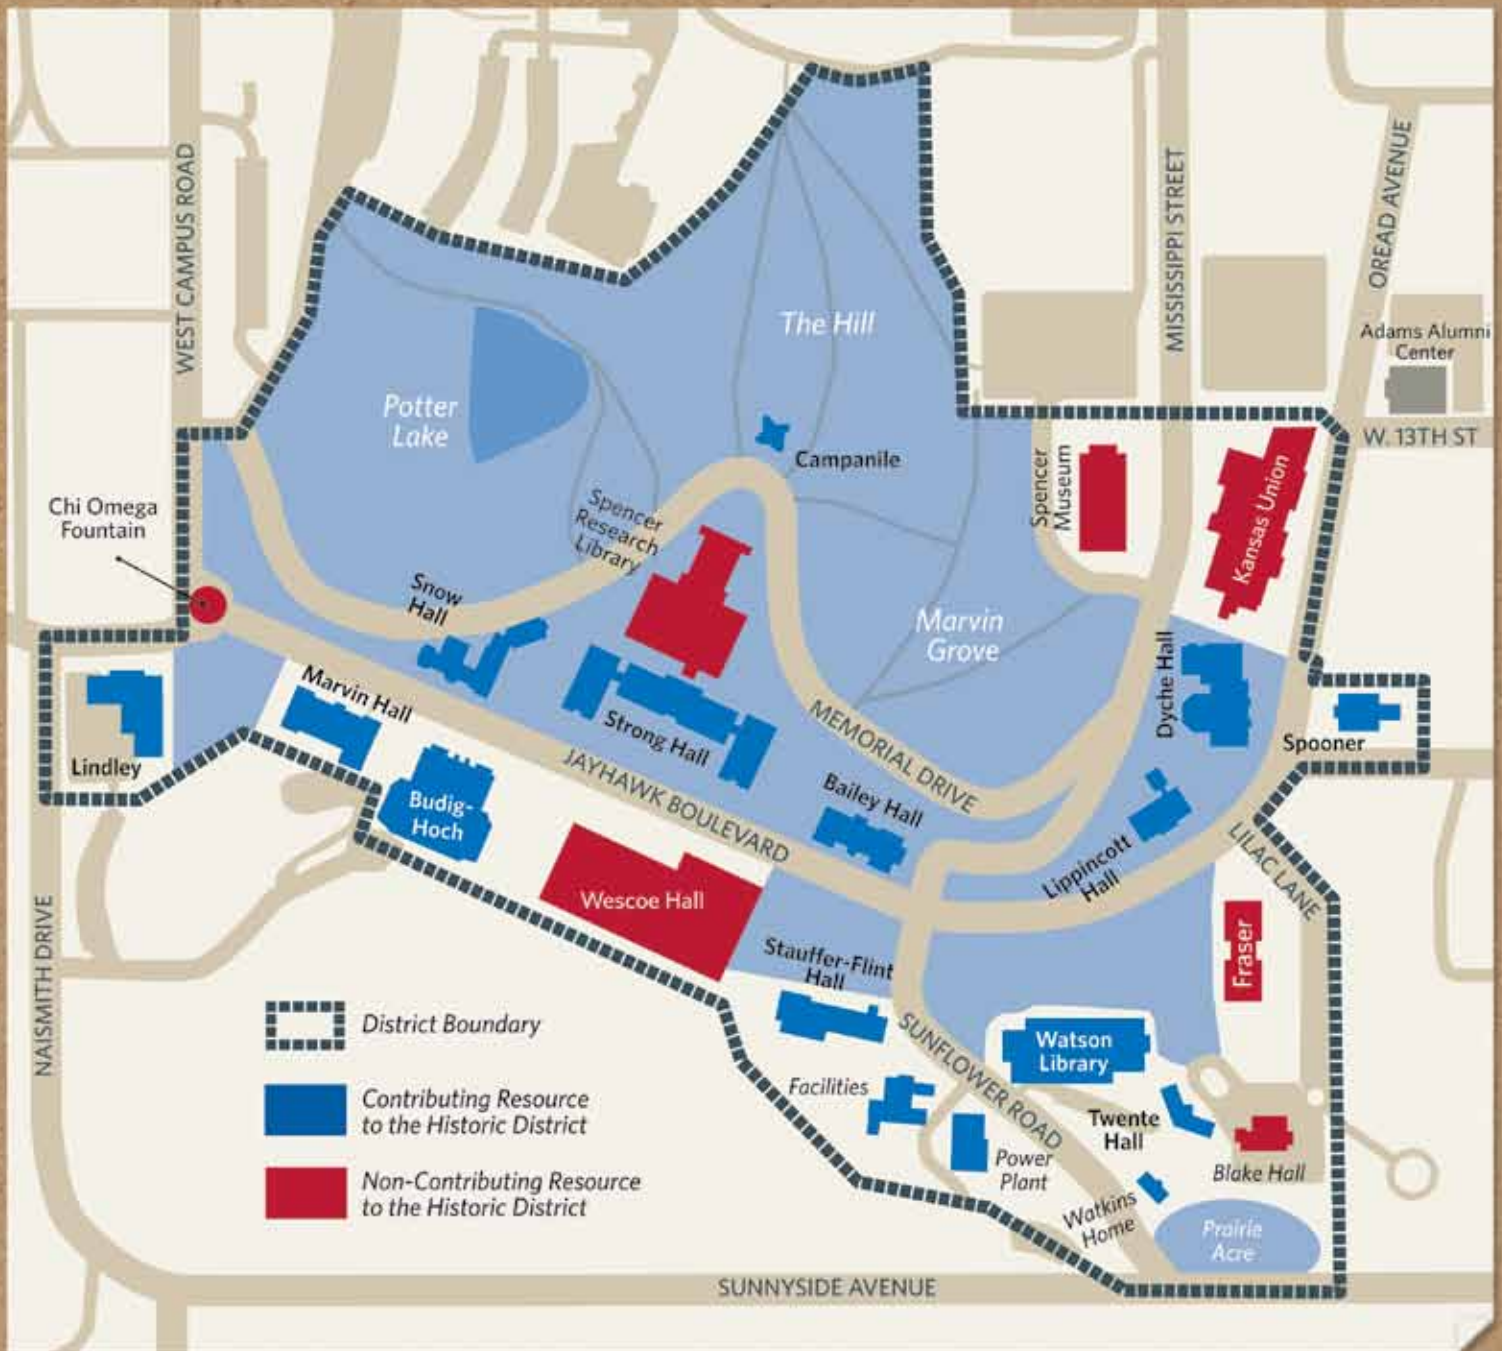 WEST CAMPUS ROAD
MISSISSIPPI STREET
OREAD AVENUE
The Hill
Adams Alumni
Center
Potter
Lake
W. 13TH ST
Campanile
Spencer
Museum
Kansas Union
Chi Omega
Fountain
Spencer
Research
Library
Snow
Hall
Marvin
Grove
Dyche Hall
Marvin Hall
Strong Hall
MEMORIAL DRIVE
Spooner
Lindley
JAYHAWK BOULEVARD
Bailey Hall
Budig-
Hoch
Lippincott
Hall
LILAC LANE
Wescoe Hall
Fraser
Stauffer-Flint
Hall
NAISMITH DRIVE
District Boundary
SUNFLOWER ROAD
Watson
Library
Contributing Resource
to the Historic District
Facilities
Twente
Hall
Power
Plant
Blake Hall
Non-Contributing Resource
to the Historic District
Watkins
Home
Prairie
Acre
SUNNYSIDE AVENUE